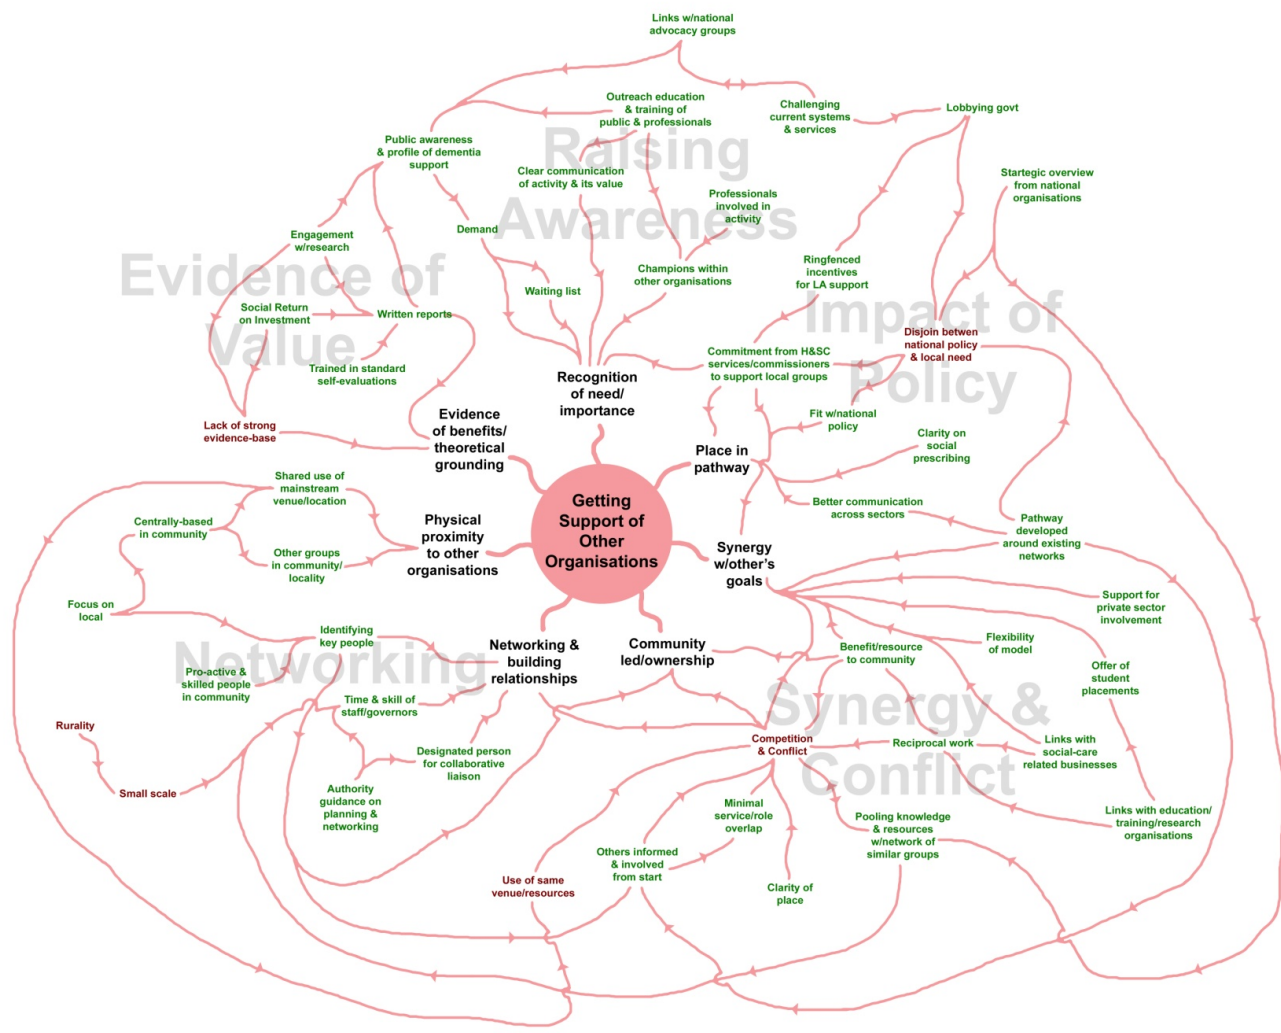 Links w/national
advocacy groups
Outreach education
& training of
public & professionals
Challenging
current systems
& services
Lobbying govt
Public awareness
& profile of dementia
support
Raising
Awareness
Clear communication
of activity & its value
Professionals
involved in
activity
Startegic overview
from national
organisations
Demand
Engagement
w/research
Evidence of
Value
Waiting list
Champions within
other organisations
Ringfenced
incentives
for LA support
Impact of
Policy
Social Return
on Investment
Written reports
Trained in standard
self-evaluations
Disjoin betwen
national policy
& local need
Commitment from H&SC
services/commissioners
to support local groups
Recognition
of need/
importance
Lack of strong
evidence-base
Evidence
of benefits/
theoretical
grounding
Fit w/national
policy
Place in
pathway
Clarity on
social
prescribing
Shared use of
mainstream
venue/location
Better communication
across sectors
Getting
Support of
Other
Organisations
Centrally-based
in community
Physical
proximity
to other
organisations
Pathway
developed
around existing
networks
Other groups
in community/
locality
Synergy
w/other's
goals
Focus on
local
Support for
private sector
involvement
Identifying
key people
Networking
Networking &
building
relationships
Community
led/ownership
Benefit/resource
to community
Flexibility
of model
Offer of
student
placements
Pro-active &
skilled people
in community
Time & skill of
staff/governors
Synergy &
Conflict
Rurality
Competition
& Conflict
Reciprocal work
Links with
social-care
related businesses
Designated person
for collaborative
liaison
Small scale
Authority
guidance on
planning &
networking
Minimal
service/role
overlap
Pooling knowledge
& resources
w/network of
similar groups
Links with education/
training/research
organisations
Others informed
& involved
from start
Use of same
venue/resources
Clarity of
place